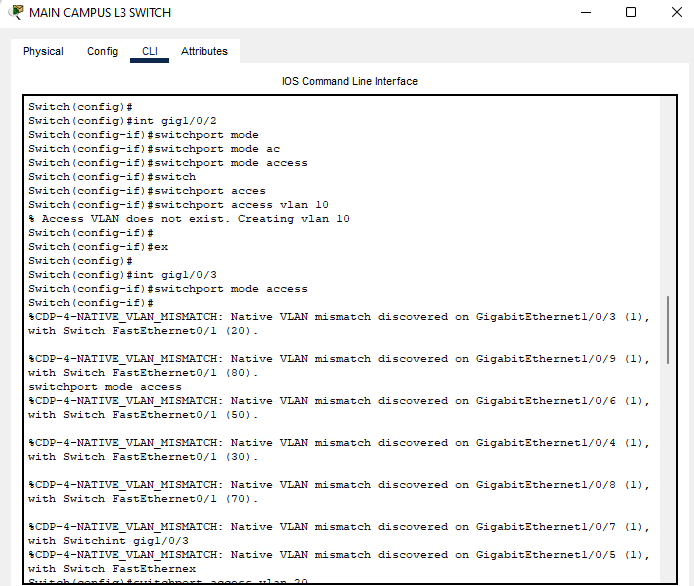 MAIN CAMPUS L3 SWITCH
Physical Config CLI Attributes
IOS Command Line Interface
Switch(config)#
Switch(config)#int gig1/0/2
Switch(config-if)#switchport mode
Switch(config-if)#switchport mode ac
Switch(config-if)#switchport mode access
Switch(config-if)#switch
Switch(config-if)#switchport acces
Switch(config-if)#switchport access vlan 10
% Access VLAN does not exist. Creating vlan 10
Switch(config-if)#
Switch(config-if)#ex
Switch(config)#
Switch(config)#int gig1/0/3
Switch(config-if)#switchport mode access
Switch(config-if)#
%CDP-4-NATIVE_VLAN_MISMATCH: Native VLAN mismatch discovered on GigabitEthernet1/0/3 (1),
with Switch FastEthernet0/1 (20).
%CDP-4-NATIVE_VLAN_MISMATCH: Native VLAN mismatch discovered on GigabitEthernet1/0/9 (1),
with Switch FastEthernet0/1 (80).
switchport mode access
%CDP-4-NATIVE_VLAN_MISMATCH: Native VLAN mismatch discovered on GigabitEthernet1/0/6 (1),
with Switch FastEthernet0/1 (50).
%CDP-4-NATIVE_VLAN_MISMATCH: Native VLAN mismatch discovered on GigabitEthernet1/0/4 (1),
with Switch FastEthernet0/1 (30).
%CDP-4-NATIVE_VLAN_MISMATCH: Native VLAN mismatch discovered on GigabitEthernet1/0/8 (1),
with Switch FastEthernet0/1 (70).
%CDP-4-NATIVE_VLAN_MISMATCH: Native VLAN mismatch discovered on GigabitEthernet1/0/7 (1),
with Switchint gig1/0/3
%CDP-4-NATIVE_VLAN_MISMATCH: Native VLAN mismatch discovered on GigabitEthernet1/0/5 (1),
with Switch FastEthernex
Switch(config)#switchport access vlan 20